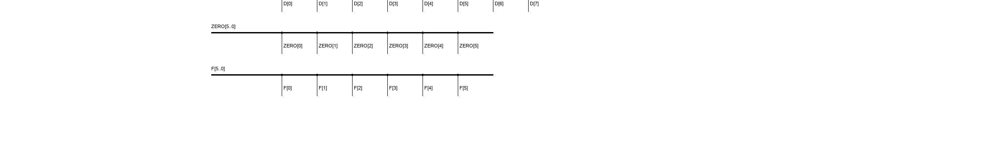 D[0] D[1] D[2] D[3] D[4] D[5] D[6] D[7]
ZERO[5..0]
ZERO[0] ZERO[1] ZERO[2] ZERO[3] ZERO[4] ZERO[5]
F[5..0]
F[0] F[1] F[2] F[3] F[4] F[5]